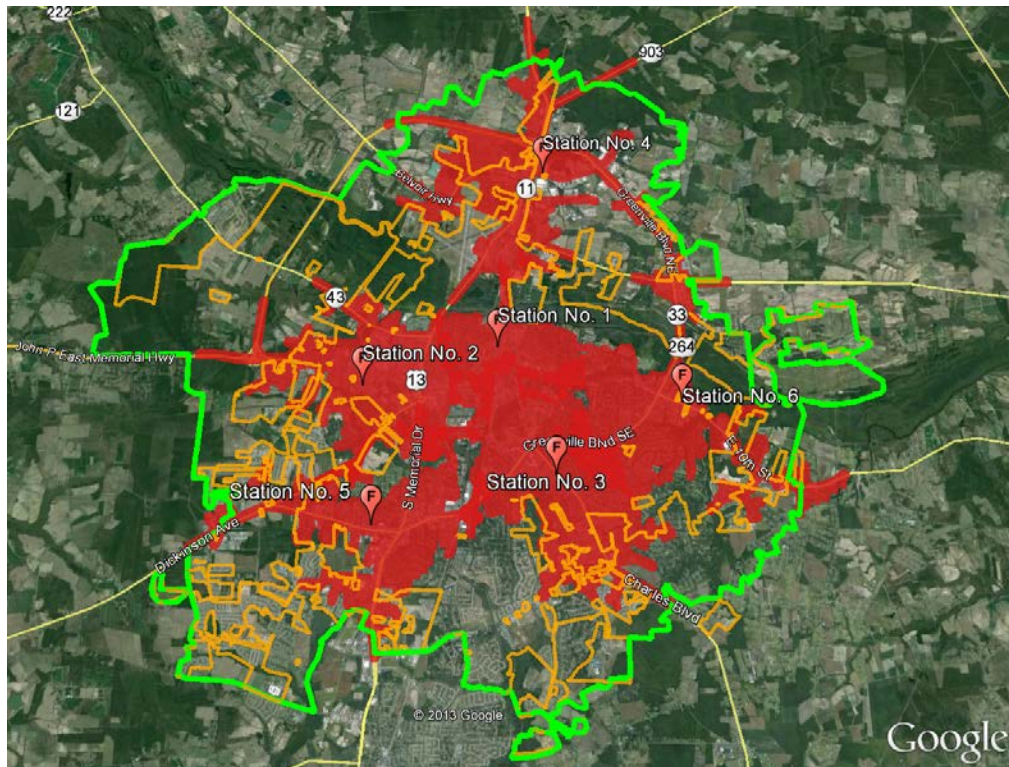 222
903
121
Station No. 4
Belvoir Hwy
11
Greenville Blvd NE
43
Station No. 1
33
John P East Memorial Hwy
Station No. 2
264
13
F
Station No. 6
F
Greenville Blvd SE
E 10th St
S Memorial Dr
Station No. 3
Station No. 5
F
Dickinson Ave
Charles Blvd
© 2013 Google
Google